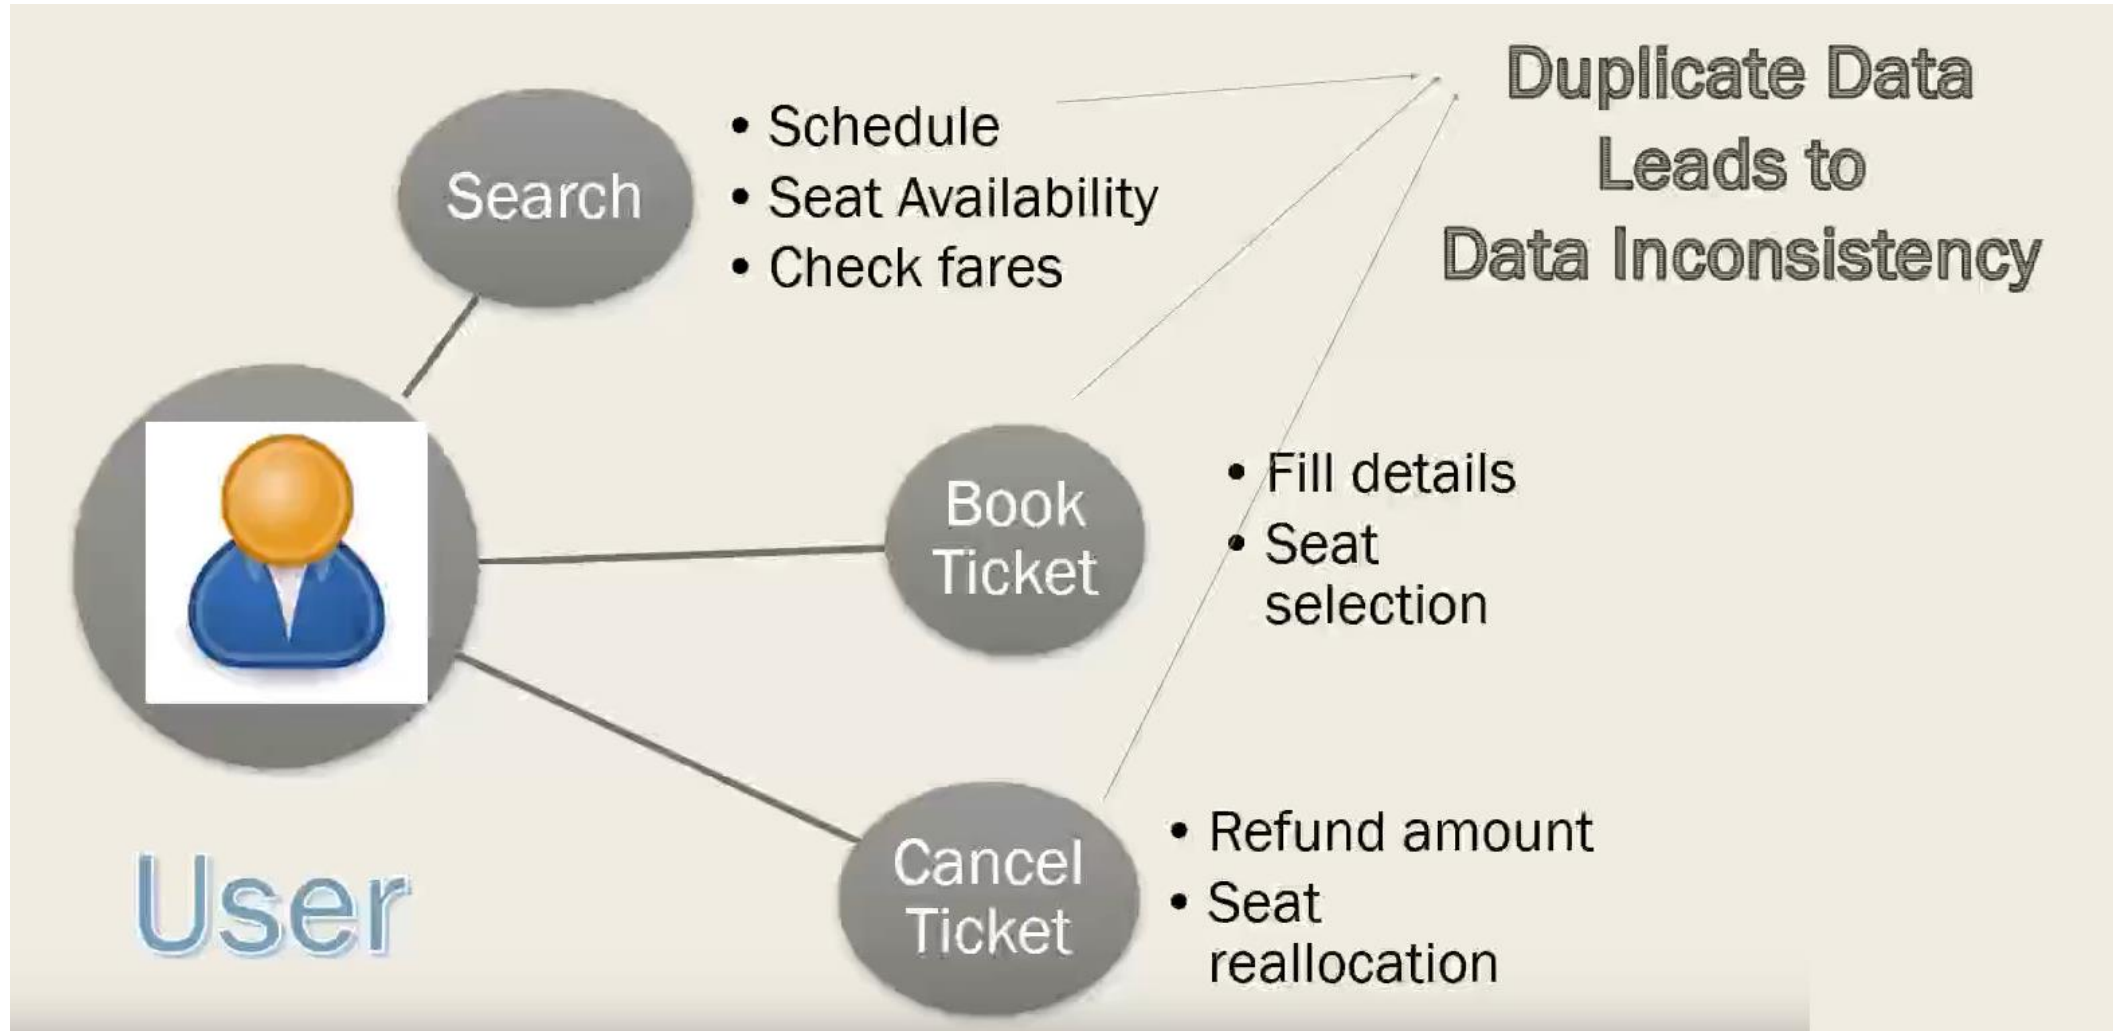 Search
• Schedule
• Seat Availability
• Check fares
Duplicate Data
Leads to
Data Inconsistency
Book
Ticket
• Fill details
• Seat
selection
User
Cancel
Ticket
• Refund amount
• Seat
reallocation